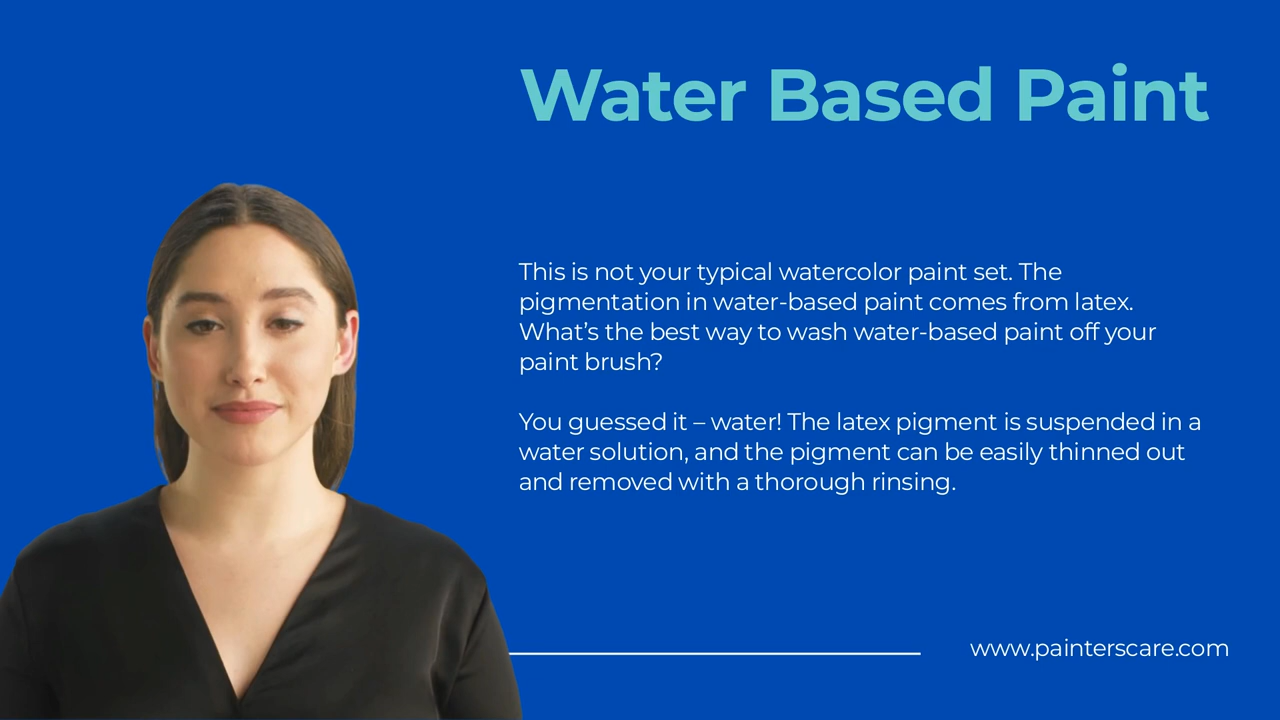 Water Based Paint
This is not your typical watercolor paint set. The
pigmentation in water-based paint comes from latex.
What’s the best way to wash water-based paint off your
paint brush?
You guessed it – water! The latex pigment is suspended in a
water solution, and the pigment can be easily thinned out
and removed with a thorough rinsing.
www.painterscare.com